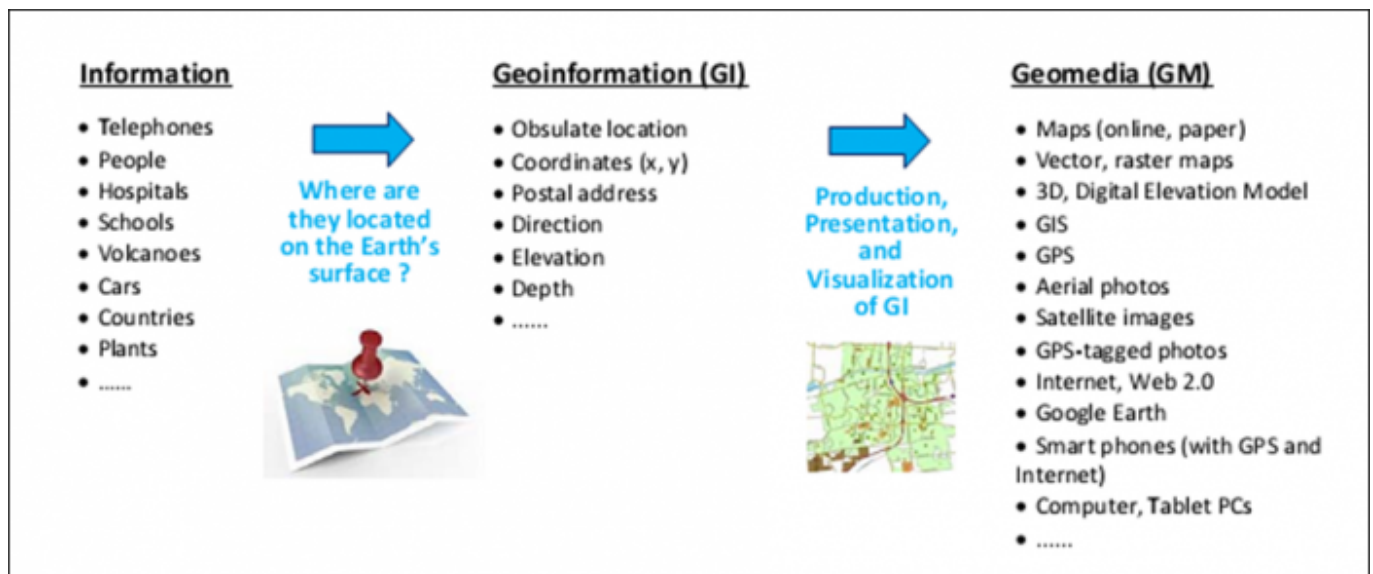 Information
• Telephones
• People
• Hospitals
• Schools
• Volcanoes
• Cars
• Countries
• Plants
• ......
Where are
they located
on the Earth's
surface ?
Geoinformation (GI)
• Obsulate location
• Coordinates (x, y)
• Postal address
• Direction
• Elevation
• Depth
• ......
Production,
Presentation,
and
Visualization
of GI
Geomedia (GM)
• Maps (online, paper)
• Vector, raster maps
• 3D, Digital Elevation Model
• GIS
• GPS
• Aerial photos
• Satellite images
• GPS-tagged photos
• Internet, Web 2.0
• Google Earth
• Smart phones (with GPS and
Internet)
• Computer, Tablet PCs
• ......